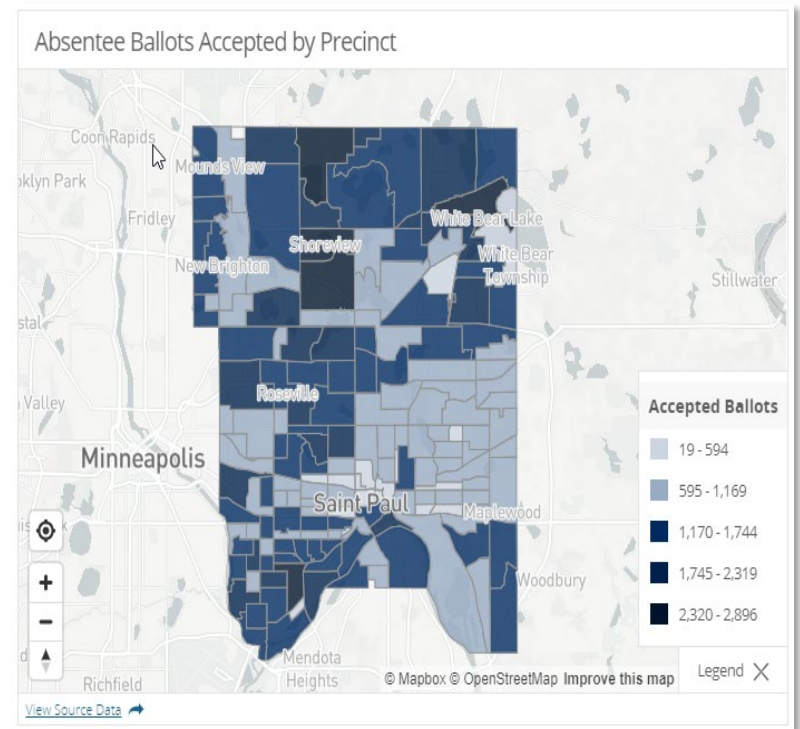 Absentee Ballots Accepted by Precinct
Coon Rapids
Mounds View
oklyn Park
Fridley
White Bear Lake
Shoreview
White Bear
Township
New Brighton
Stillwater
stal
Valley
Roseville
Accepted Ballots
19 - 594
Minneapolis
595 - 1,169
Saint Paul
Maplewood
1,170 - 1,744
1,745 - 2,319
Woodbury
2,320 - 2,896
Mendota
Heights
Richfield
© Mapbox © OpenStreetMap Improve this map
Legend X
View Source Data